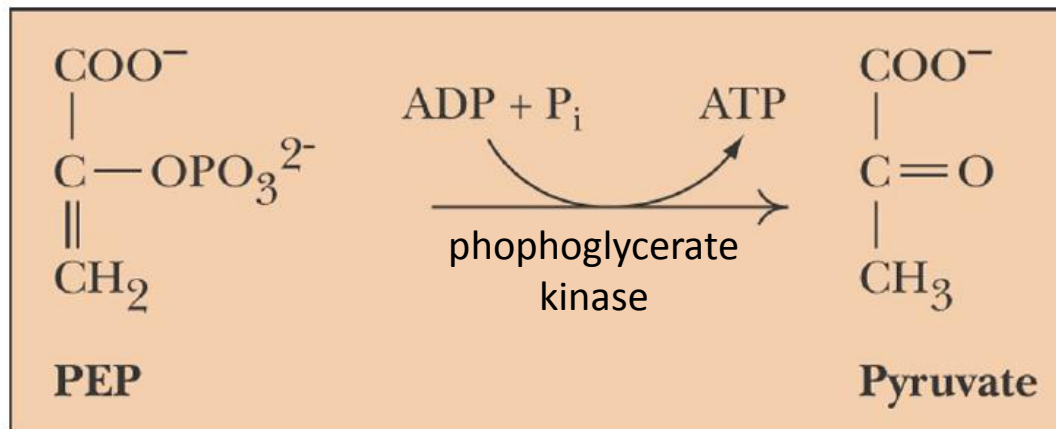 COO⁻
C — OPO₃²⁻
CH₂
PEP
ADP + Pᵢ
ATP
phophoglycerate
kinase
COO⁻
C=O
CH₃
Pyruvate